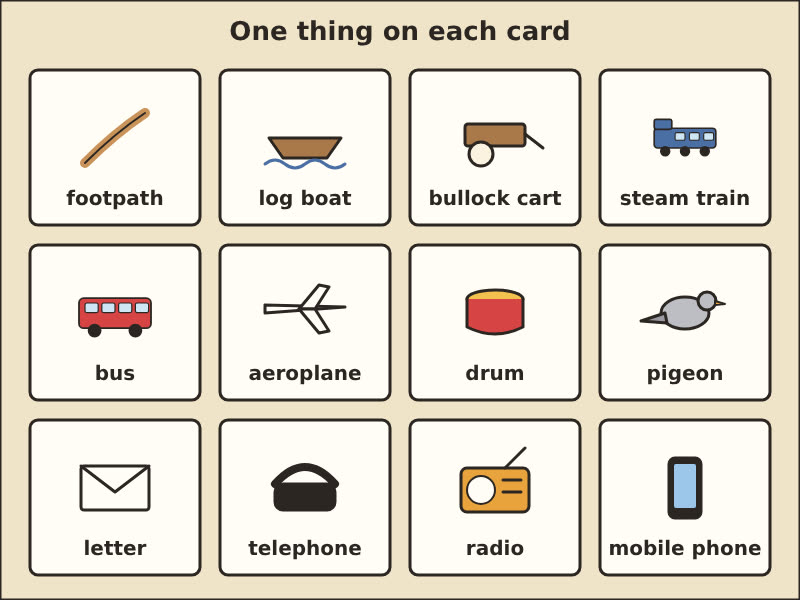 One thing on each card
footpath
log boat
bullock cart
steam train
bus
aeroplane
drum
pigeon
letter
telephone
radio
mobile phone